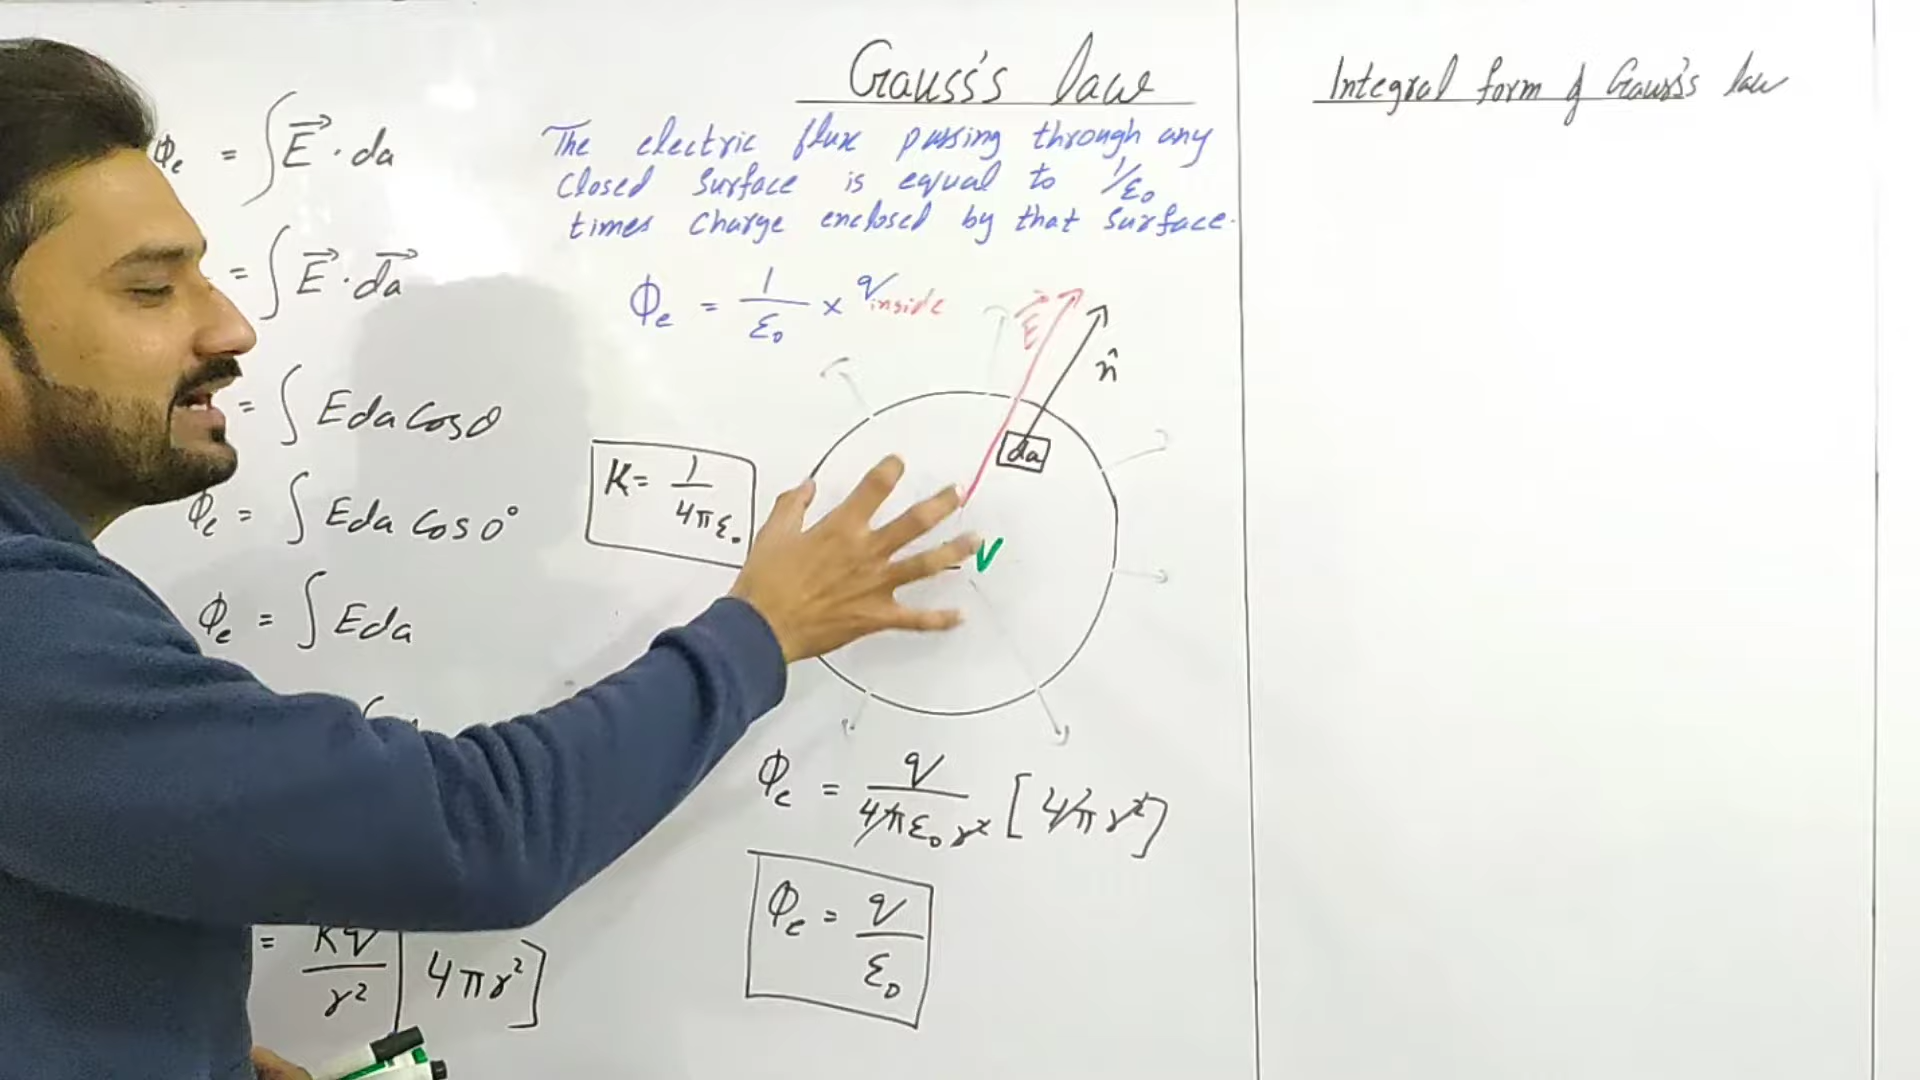 Gauss's law
The electric flux passing through any
closed surface is equal to 1/ε₀
times charge enclosed by that surface.
Φe = 1/ε₀ × q inside
Φe = ∫ E⃗ · da
= ∫ E⃗ · da⃗
= ∫ E da Cosθ
Φe = ∫ E da Cos 0°
Φe = ∫ E da
= Kq/r² [4πr²]
K = 1/4πε₀
E⃗
n̂
da
V
Φe = q/4πε₀r² [4πr²]
Φe = q/ε₀
Integral form of Gauss's law